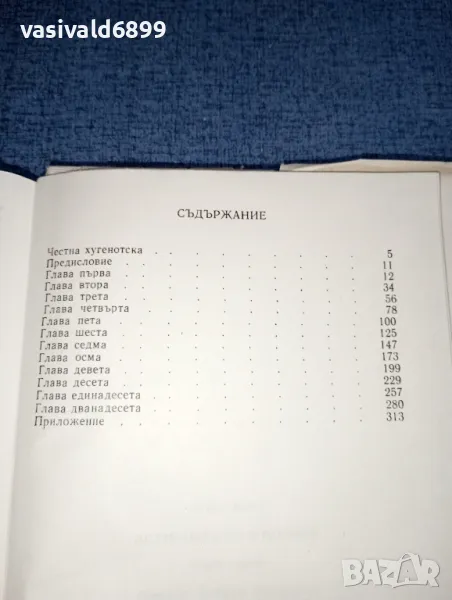 vasivald6899
СЪДЪРЖАНИЕ
Честна хугенотска . . . . . . . . 5
Предисловие . . . . . . . . 11
Глава първа . . . . . . . . 12
Глава втора . . . . . . . . 34
Глава трета . . . . . . . . 56
Глава четвърта . . . . . . . . 78
Глава пета . . . . . . . . 100
Глава шеста . . . . . . . . 125
Глава седма . . . . . . . . 147
Глава осма . . . . . . . . 173
Глава девета . . . . . . . . 199
Глава десета . . . . . . . . 229
Глава единадесета . . . . . . . . 257
Глава дванадесета . . . . . . . . 280
Приложение . . . . . . . . 313
BAZAR